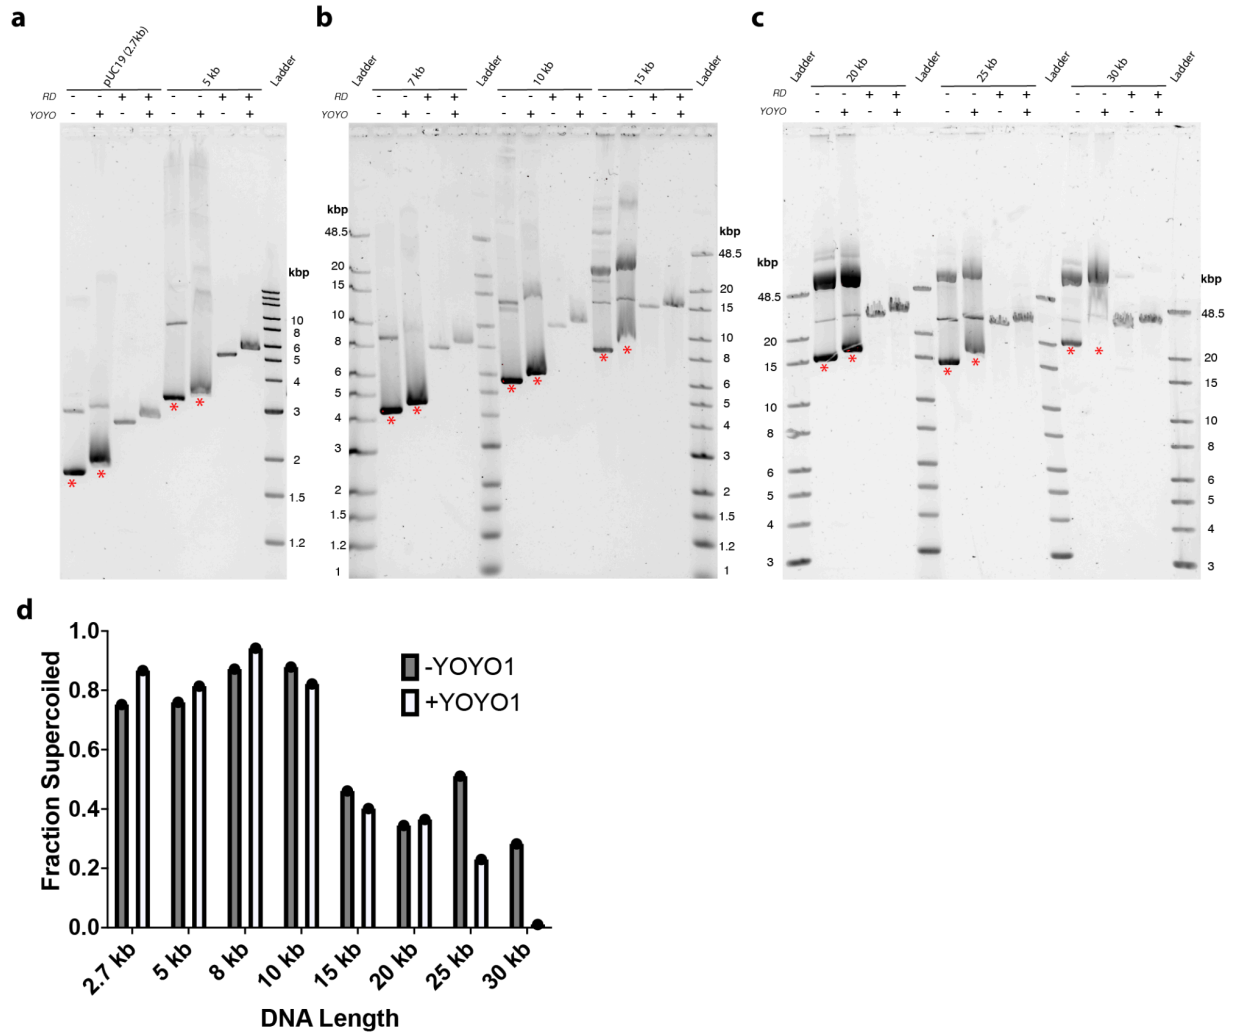 a
pUC19 (2.7kb)
5 kb
Ladder
RD - - + + - - + +
YOYO - + - + - + - +
kbp
10
8
6
5
4
3
2
1.5
1.2
*
*
*
*
b
Ladder
7 kb
Ladder
10 kb
15 kb
Ladder
RD - - + + - - + + - - + +
YOYO - + - + - + - + - + - +
kbp
48.5
20
15
10
8
6
5
4
3
2
1.5
1.2
1
*
*
*
*
*
*
kbp
48.5
20
15
10
8
6
5
4
3
2
1.5
1.2
1
c
Ladder
20 kb
Ladder
25 kb
Ladder
30 kb
Ladder
RD - - + + - - + + - - + +
YOYO - + - + - + - + - + - +
kbp
48.5
20
15
10
8
6
5
4
3
*
*
*
*
*
*
kbp
48.5
20
15
10
8
6
5
4
3
d
Fraction Supercoiled
1.0
0.8
0.6
0.4
0.2
0.0
-YOYO1
+YOYO1
2.7 kb
5 kb
8 kb
10 kb
15 kb
20 kb
25 kb
30 kb
DNA Length